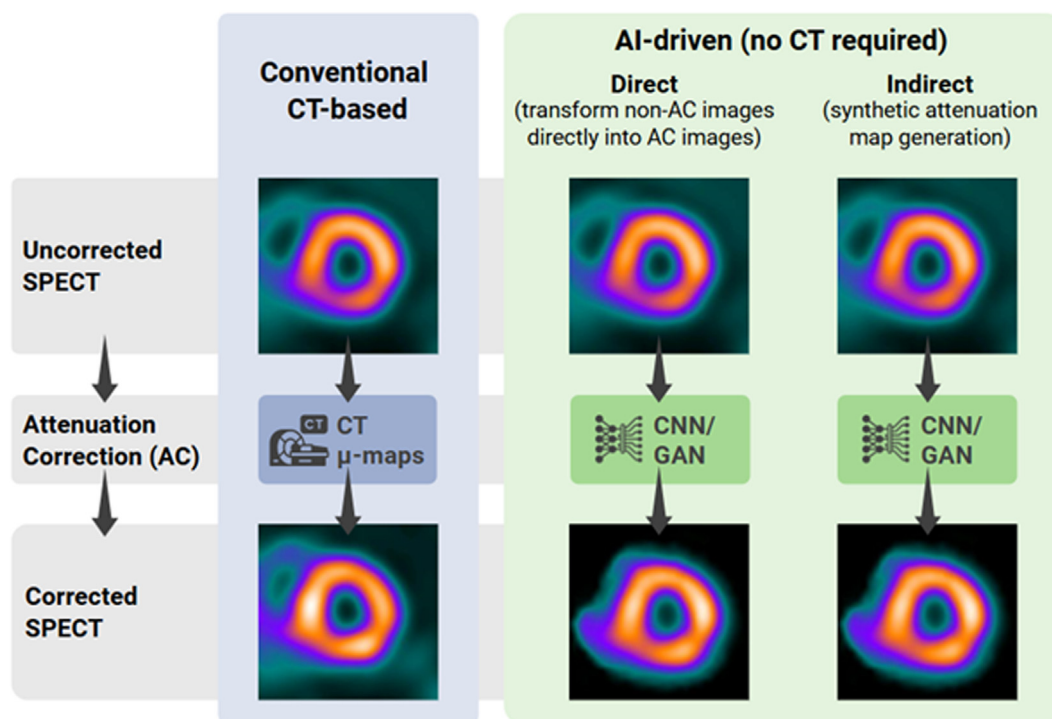 AI-driven (no CT required)
Conventional
CT-based
Direct
(transform non-AC images
directly into AC images)
Indirect
(synthetic attenuation
map generation)
Uncorrected
SPECT
Attenuation
Correction (AC)
CT
CT
μ-maps
CNN/
GAN
CNN/
GAN
Corrected
SPECT